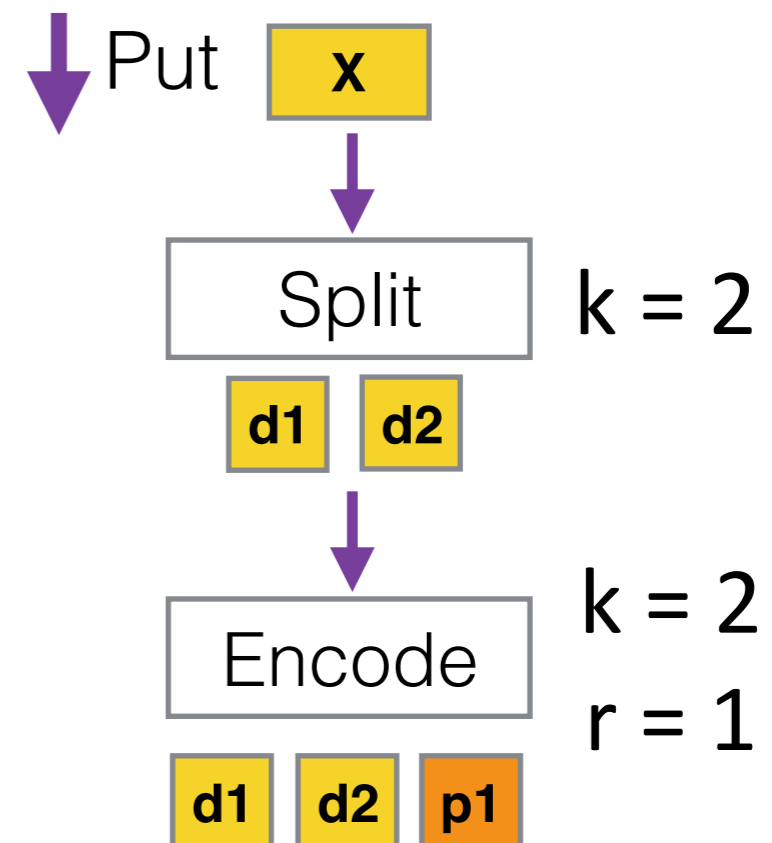 Put X
Split k = 2
d1 d2
k = 2
Encode
r = 1
d1 d2 p1